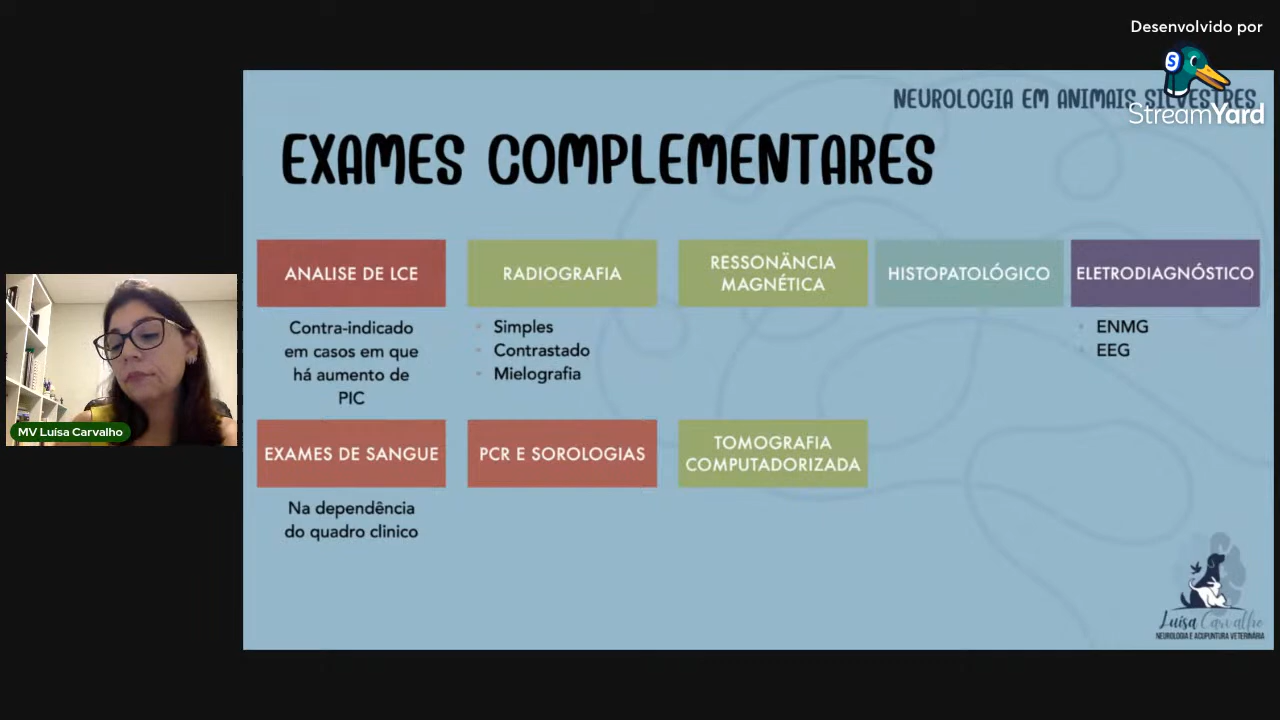 Desenvolvido por
StreamYard
NEUROLOGIA EM ANIMAIS SILVESTRES
EXAMES COMPLEMENTARES
ANALISE DE LCE
Contra-indicado
em casos em que
há aumento de
PIC
RADIOGRAFIA
Simples
Contrastado
Mielografia
RESSONÄNCIA
MAGNÉTICA
HISTOPATOLÓGICO
ELETRODIAGNÓSTICO
ENMG
EEG
EXAMES DE SANGUE
Na dependência
do quadro clinico
PCR E SOROLOGIAS
TOMOGRAFIA
COMPUTADORIZADA
MV Luísa Carvalho
Luísa Carvalho
NEUROLOGIA E ACUPUNTURA VETERINÁRIA